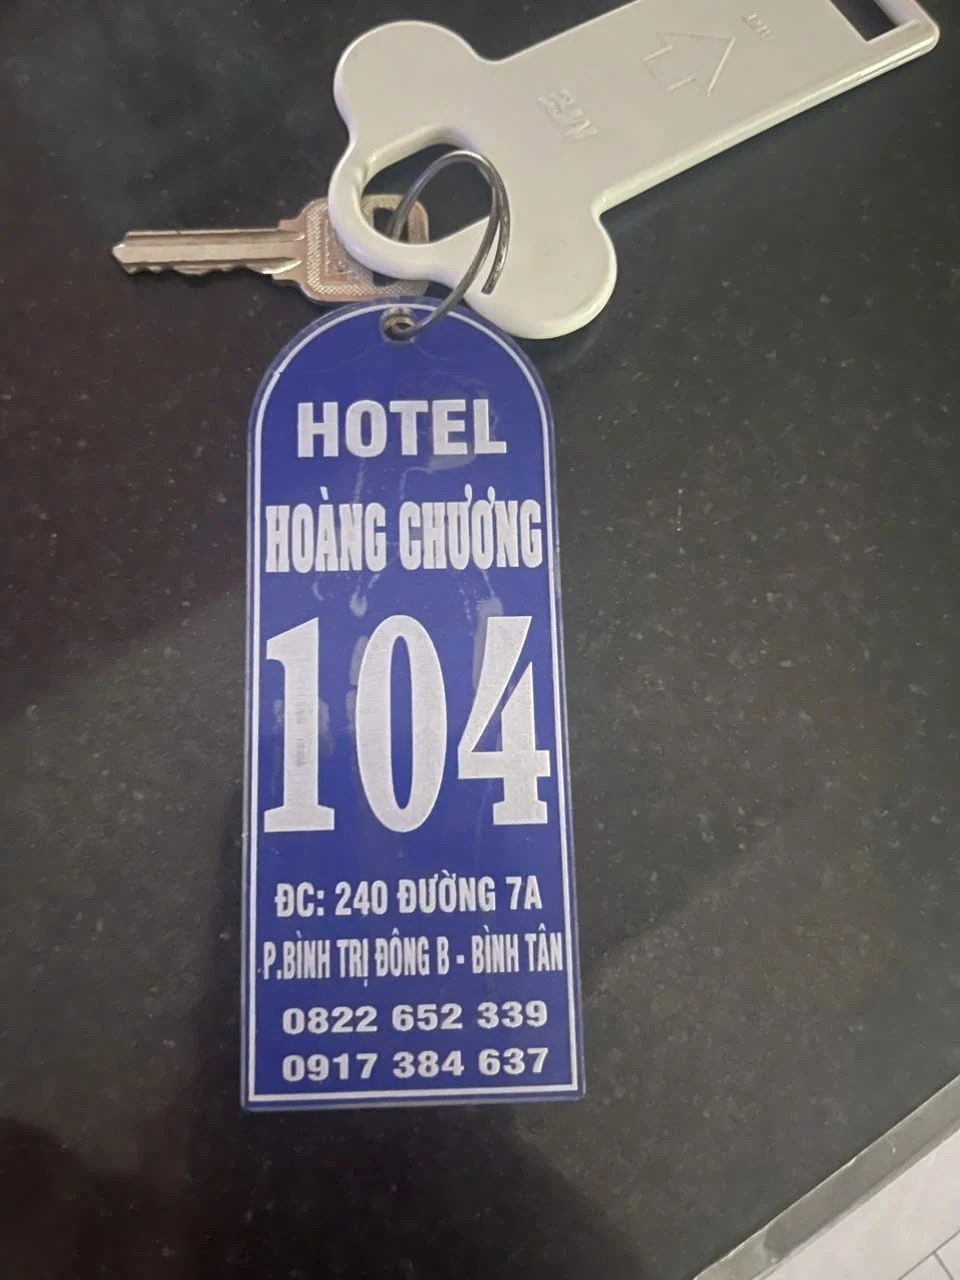 HOTEL
HOÀNG CHƯƠNG
104
ĐC: 240 ĐƯỜNG 7A
P.BÌNH TRỊ ĐÔNG B - BÌNH TÂN
0822 652 339
0917 384 637